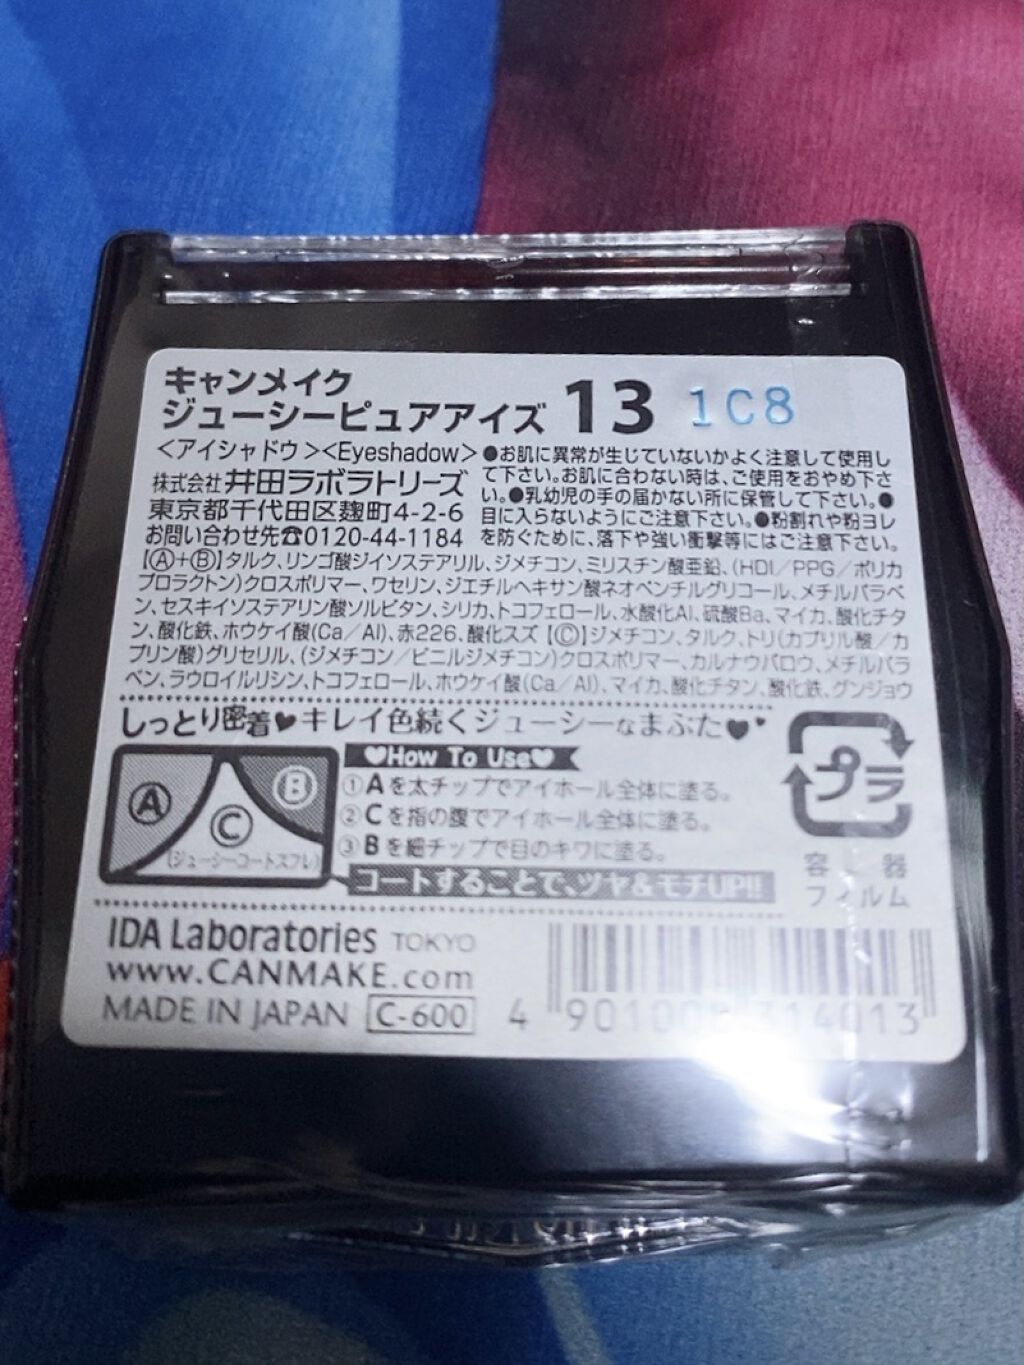 キャンメイク
ジューシーピュアアイズ 13 1C8
<アイシャドウ><Eyeshadow>
株式会社 井田ラボラトリーズ
東京都千代田区麹町4-2-6
お問い合わせ先☎0120-44-1184
●お肌に異常が生じていないかよく注意して使用し
て下さい。お肌に合わない時は、ご使用をおやめ下さ
い。●乳幼児の手の届かない所に保管して下さい。●
目に入らないようにご注意下さい。●粉割れや粉ヨレ
を防ぐために、落下や強い衝撃等にはご注意下さい。
【Ⓐ+Ⓑ】タルク、リンゴ酸ジイソステアリル、ジメチコン、ミリスチン酸亜鉛、(HDI/PPG/ポリカ
プロラクトン)クロスポリマー、ワセリン、ジエチルヘキサン酸ネオペンチルグリコール、メチルパラベ
ン、セスキイソステアリン酸ソルビタン、シリカ、トコフェロール、水酸化Al、硫酸Ba、マイカ、酸化チタ
ン、酸化鉄、ホウケイ酸(Ca/Al)、赤226、酸化スズ【Ⓒ】ジメチコン、タルク、トリ(カプリル酸/カ
プリン酸)グリセリル、(ジメチコン/ビニルジメチコン)クロスポリマー、カルナウバロウ、メチルパラ
ベン、ラウロイルリシン、トコフェロール、ホウケイ酸(Ca/Al)、マイカ、酸化チタン、酸化鉄、グンジョウ
しっとり密着♥キレイ色続くジューシーなまぶた♥
♥How To Use♥
Ⓐ
Ⓑ
Ⓒ
(ジューシーコートスフレ)
①Aを太チップでアイホール全体に塗る。
②Cを指の腹でアイホール全体に塗る。
③Bを細チップで目のキワに塗る。
コートすることで、ツヤ&モチUP!!
プラ
容 器
フィルム
IDA Laboratories TOKYO
www.CANMAKE.com
MADE IN JAPAN C-600
4 901008 314013